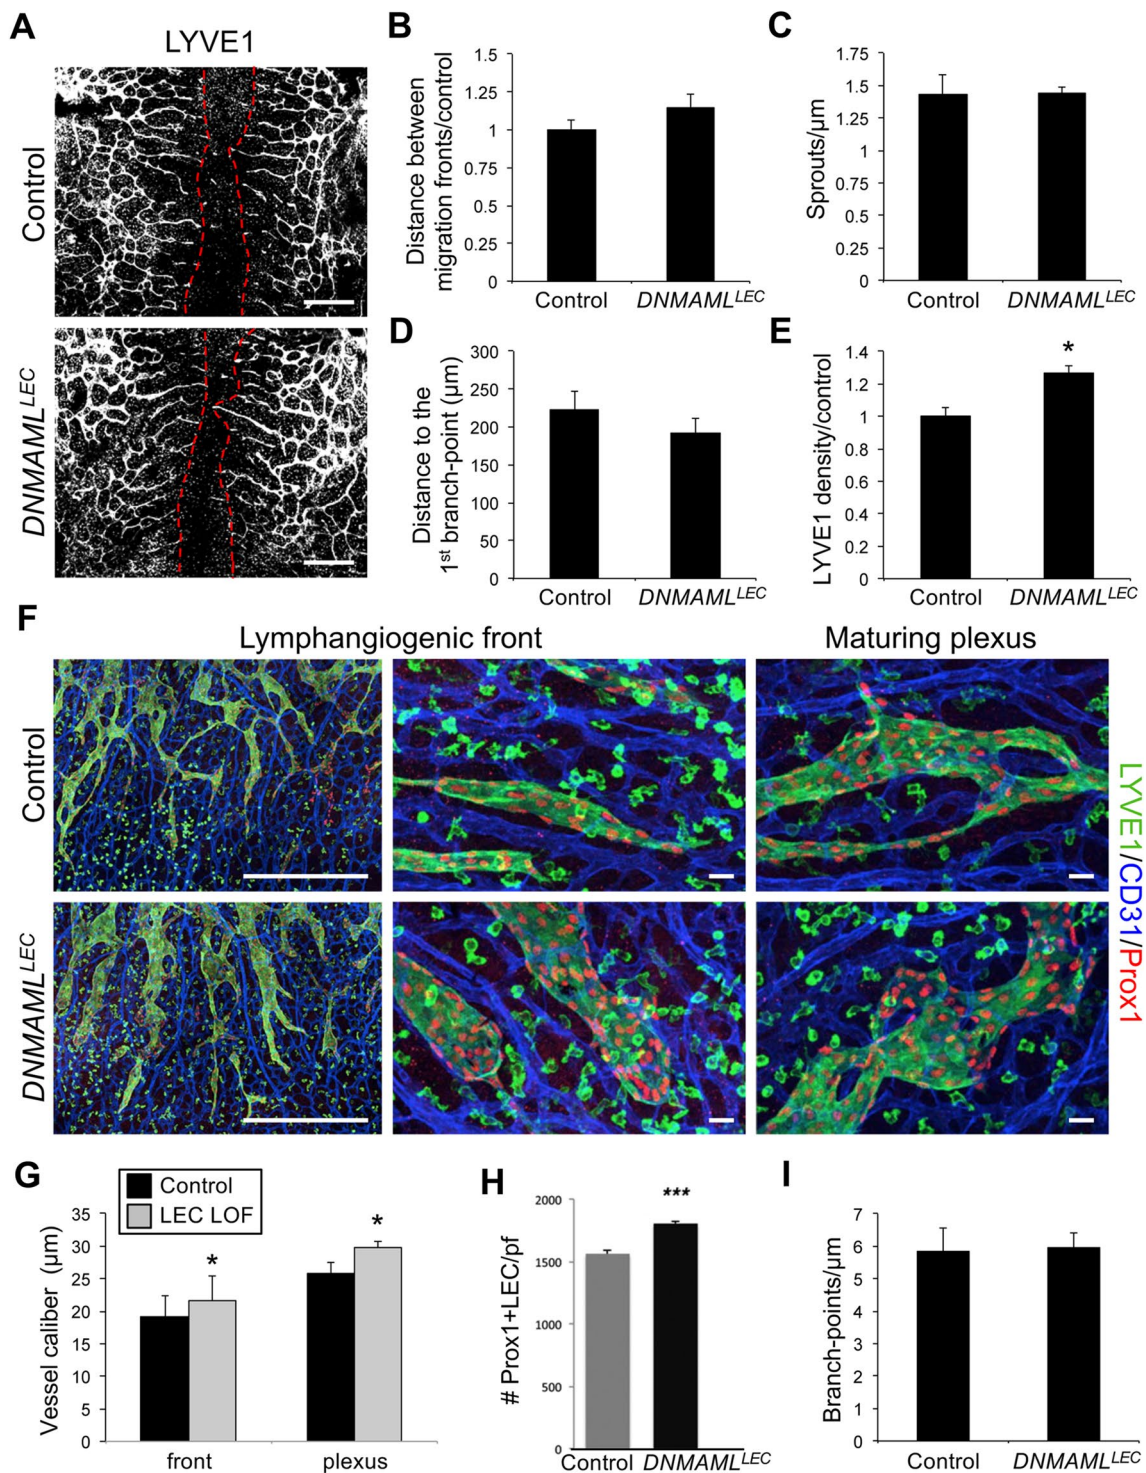 A
LYVE1
Control
DNMAML^LEC
B
Distance between
migration fronts/control
1.5
1.25
1
0.75
0.5
0.25
0
Control
DNMAML^LEC
C
Sprouts/µm
1.75
1.5
1.25
1
0.75
0.5
0.25
0
Control
DNMAML^LEC
D
Distance to the
1st branch-point (µm)
300
250
200
150
100
50
0
Control
DNMAML^LEC
E
LYVE1 density/control
1.4
1.2
1
0.8
0.6
0.4
0.2
0
*
Control
DNMAML^LEC
F
Lymphangiogenic front
Maturing plexus
Control
DNMAML^LEC
LYVE1/CD31/Prox1
G
Control
LEC LOF
Vessel caliber (µm)
35
30
25
20
15
10
5
0
*
*
front
plexus
H
# Prox1+LEC/pf
2000
1500
1000
500
0
***
Control
DNMAML^LEC
I
Branch-points/µm
7
6
5
4
3
2
1
0
Control
DNMAML^LEC